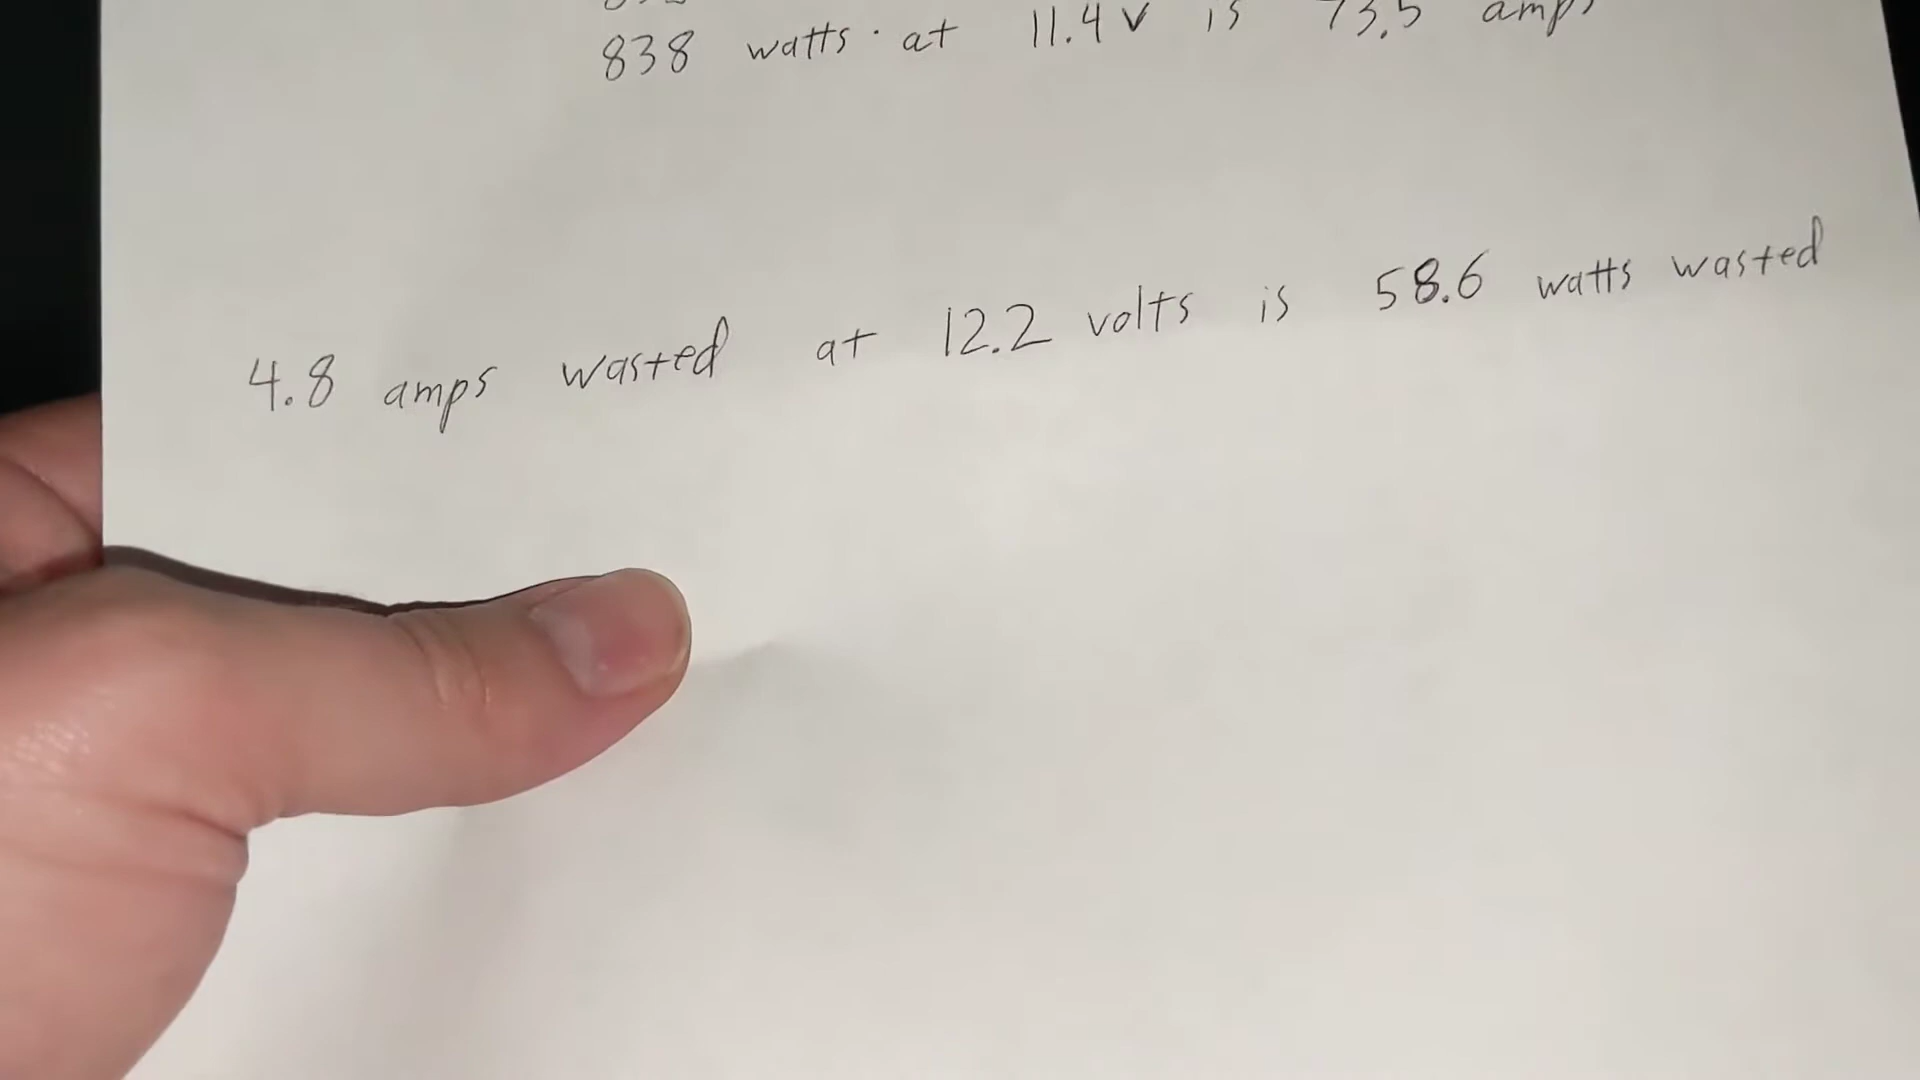 838 watts at 11.4 V is 73.5 amps
4.8 amps wasted at 12.2 volts is 58.6 watts wasted